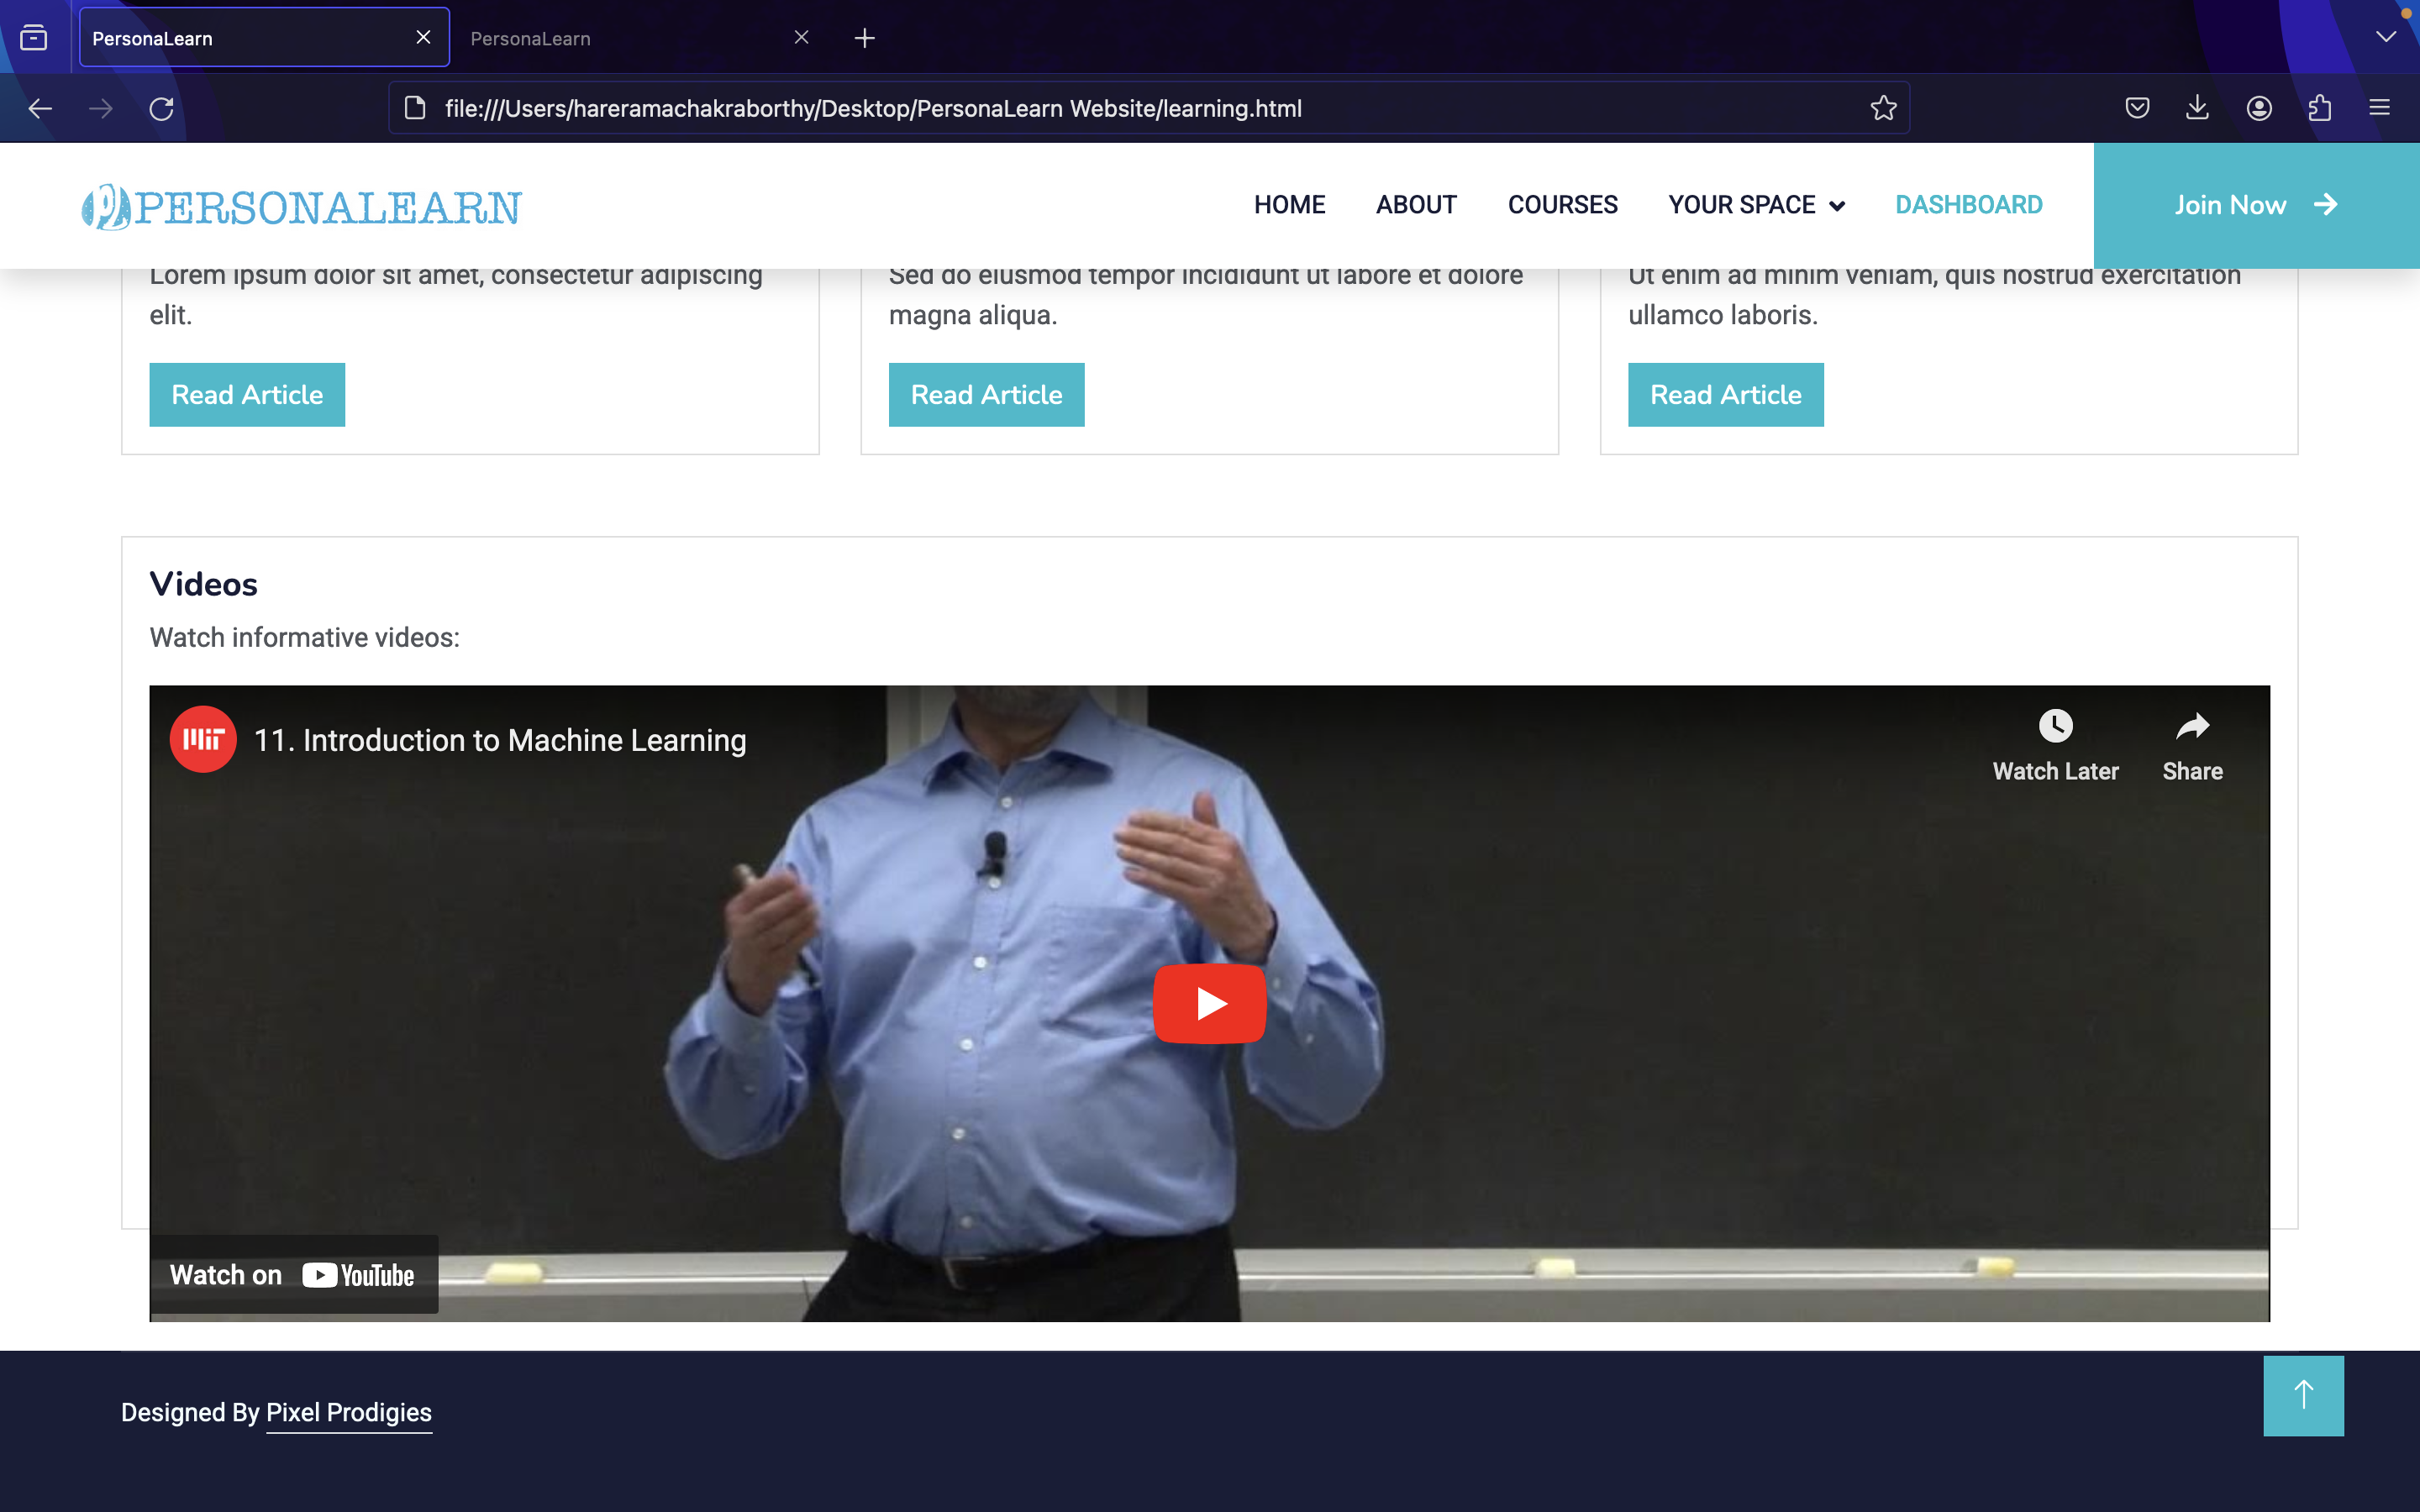 PersonaLearn
PersonaLearn
file:///Users/hareramachakraborthy/Desktop/PersonaLearn Website/learning.html
PERSONALEARN
HOME
ABOUT
COURSES
YOUR SPACE
DASHBOARD
Join Now
Lorem ipsum dolor sit amet, consectetur adipiscing
elit.
Read Article
Sed do eiusmod tempor incididunt ut labore et dolore
magna aliqua.
Read Article
Ut enim ad minim veniam, quis nostrud exercitation
ullamco laboris.
Read Article
Videos
Watch informative videos:
MIT
11. Introduction to Machine Learning
Watch Later
Share
Watch on YouTube
Designed By Pixel Prodigies